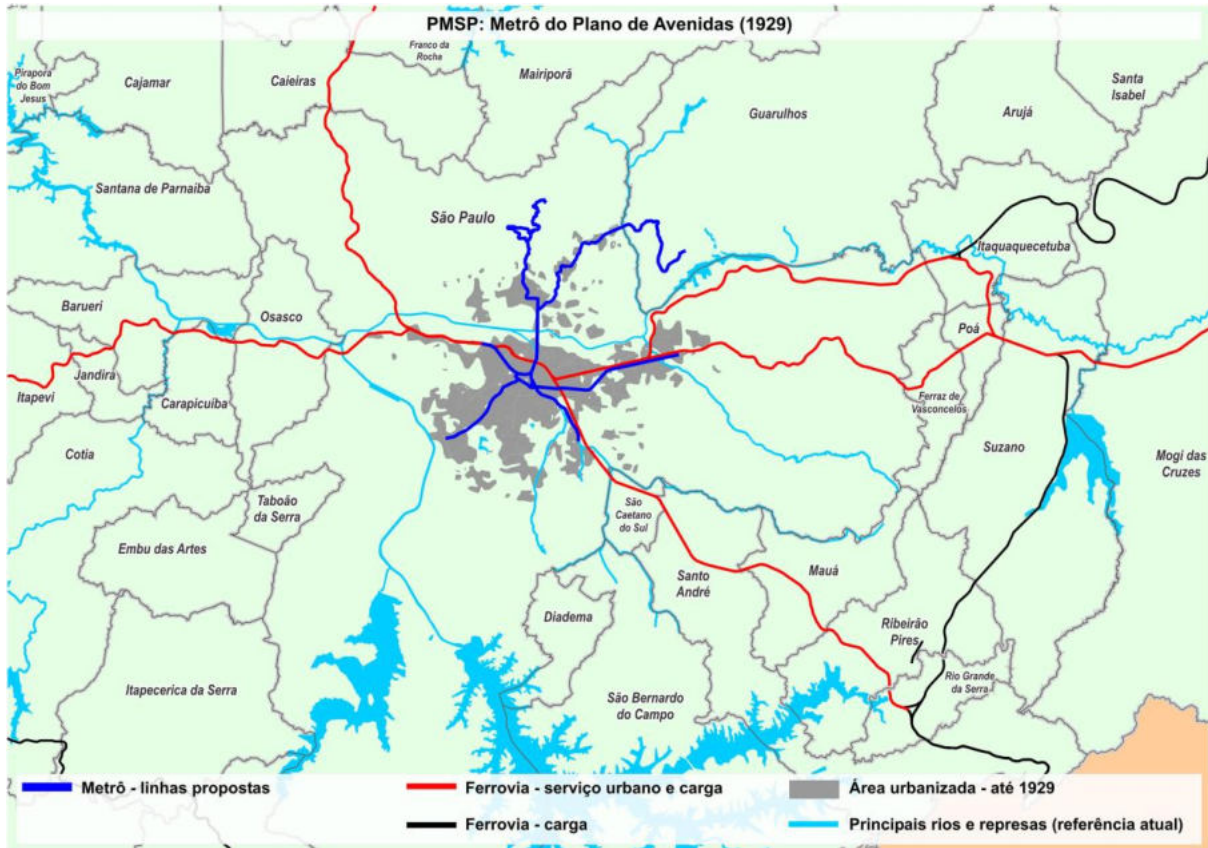 PMSP: Metrô do Plano de Avenidas (1929)
Franco da
Rocha
Pirapora
do Bom
Jesus
Cajamar
Caieiras
Mairiporã
Santa
Isabel
Guarulhos
Arujá
Santana de Parnaíba
São Paulo
Itaquaquecetuba
Barueri
Osasco
Poá
Jandira
Itapevi
Carapicuíba
Ferraz de
Vasconcelos
Suzano
Cotia
Mogi das
Cruzes
Taboão
da Serra
São
Caetano
do Sul
Embu das Artes
Mauá
Santo
André
Diadema
Ribeirão
Pires
Rio Grande
da Serra
Itapecerica da Serra
São Bernardo
do Campo
Metrô - linhas propostas
Ferrovia - serviço urbano e carga
Área urbanizada - até 1929
Ferrovia - carga
Principais rios e represas (referência atual)